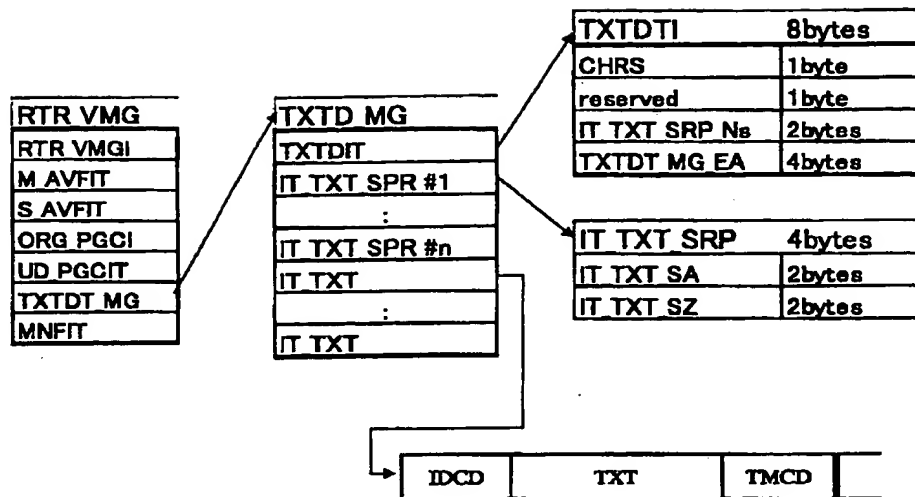 RTR VMG
RTR VMGI
M AVFIT
S AVFIT
ORG PGCI
UD PGCIT
TXTDT MG
MNFIT
TXTD MG
TXTDIT
IT TXT SPR #1
:
IT TXT SPR #n
IT TXT
:
IT TXT
TXTDTI 8bytes
CHRS 1byte
reserved 1byte
IT TXT SRP Ns 2bytes
TXTDT MG EA 4bytes
IT TXT SRP 4bytes
IT TXT SA 2bytes
IT TXT SZ 2bytes
IDCD TXT TMCD